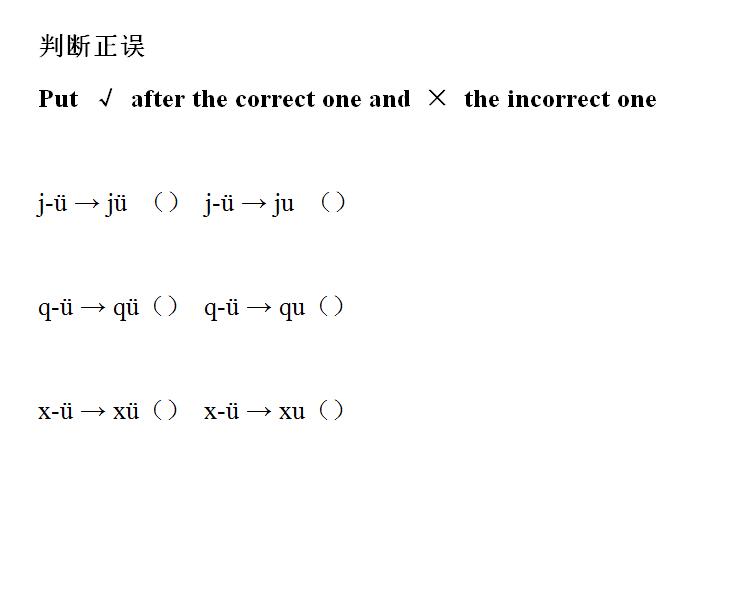 判断正误
Put √ after the correct one and × the incorrect one
j-ü → jü （） j-ü → ju （）
q-ü → qü（） q-ü → qu（）
x-ü → xü（） x-ü → xu（）